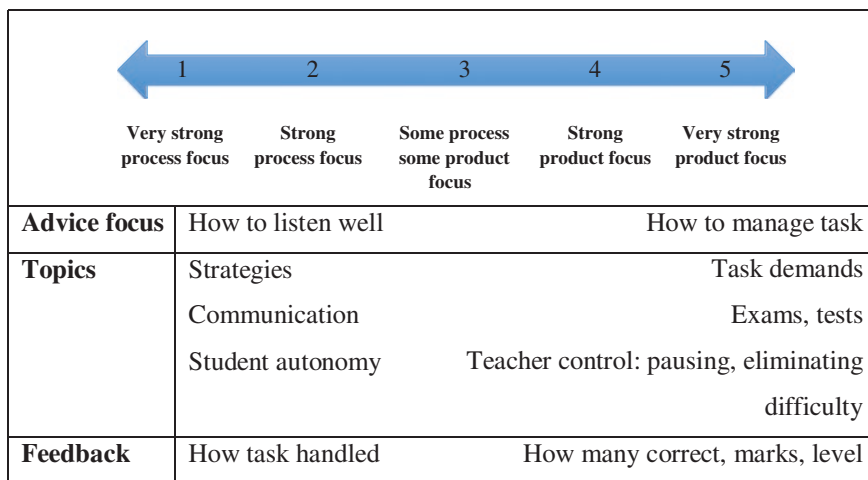 1 2 3 4 5
Very strong process focus Strong process focus Some process some product focus Strong product focus Very strong product focus
Advice focus How to listen well How to manage task
Topics Strategies Task demands
Communication Exams, tests
Student autonomy Teacher control: pausing, eliminating
difficulty
Feedback How task handled How many correct, marks, level